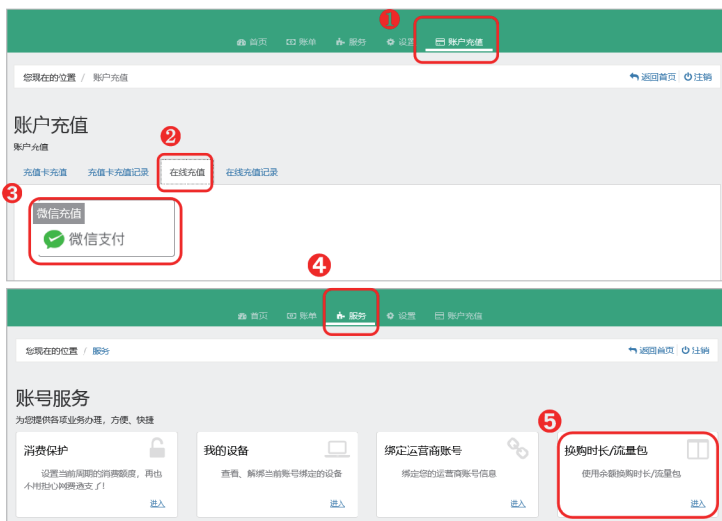 1
首页 账单 服务 设置 账户充值
您现在的位置 / 账户充值 返回首页 注销
账户充值
2
账户充值
充值卡充值 充值卡充值记录 在线充值 在线充值记录
3
微信充值
微信支付
4
首页 账单 服务 设置 账户充值
您现在的位置 / 服务 返回首页 注销
账号服务
为您提供各项业务办理，方便、快捷
5
消费保护 我的设备 绑定运营商账号 换购时长/流量包
设置当前周期的消费额度，再也 查看、解绑当前账号绑定的设备 绑定您的运营商账号信息 使用余额换购时长/流量包
不用担心网费透支了!
进入 进入 进入 进入